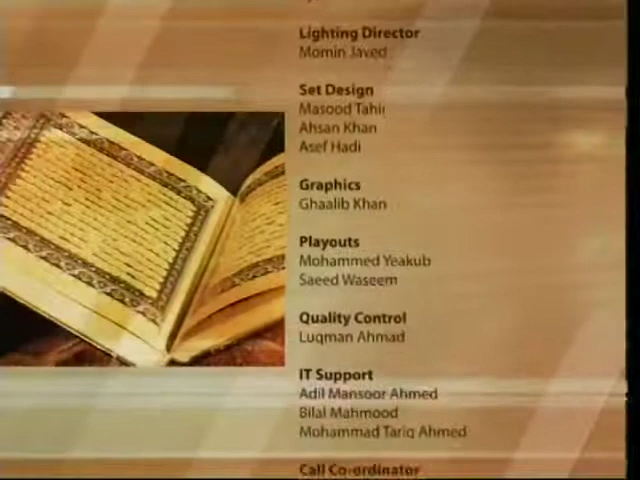 Lighting Director
Momin Javed
Set Design
Masood Tahir
Ahsan Khan
Asef Hadi
Graphics
Ghaalib Khan
Playouts
Mohammed Yeakub
Saeed Waseem
Quality Control
Luqman Ahmad
IT Support
Adil Mansoor Ahmed
Bilal Mahmood
Mohammad Tariq Ahmed
Call Co-ordinator